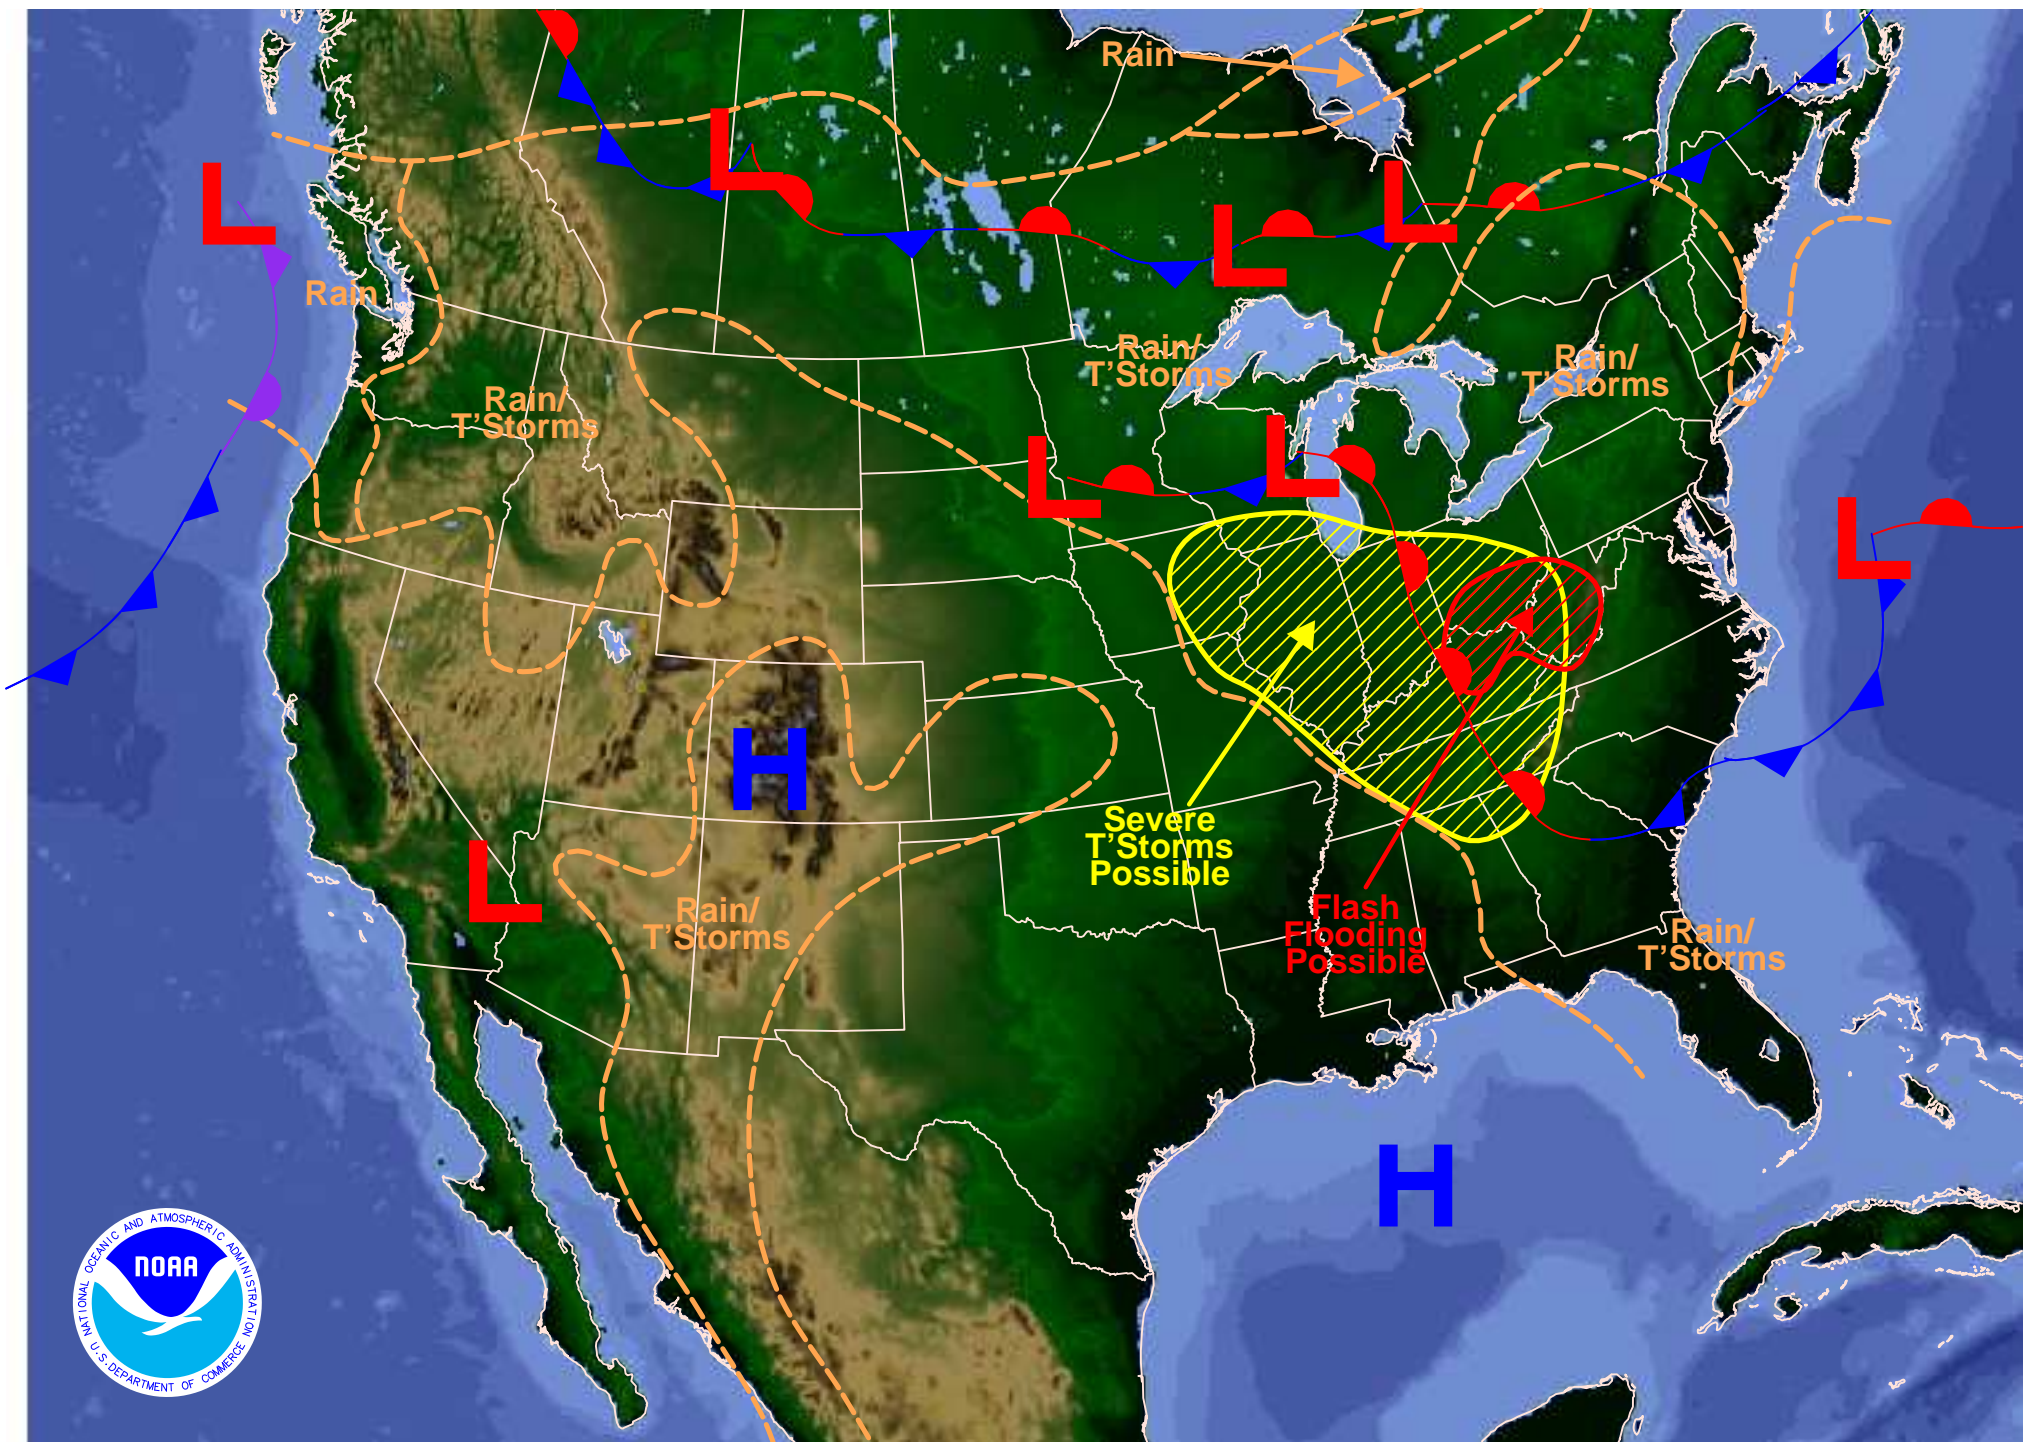 Rain
L
L
L
L
Rain
L
Rain/
T'Storms
Rain/
T'Storms
Rain/
T'Storms
L
L
L
H
Severe
T'Storms
Possible
L
Rain/
T'Storms
Flash
Flooding
Possible
Rain/
T'Storms
H
NATIONAL OCEANIC AND ATMOSPHERIC ADMINISTRATION
NOAA
U.S. DEPARTMENT OF COMMERCE